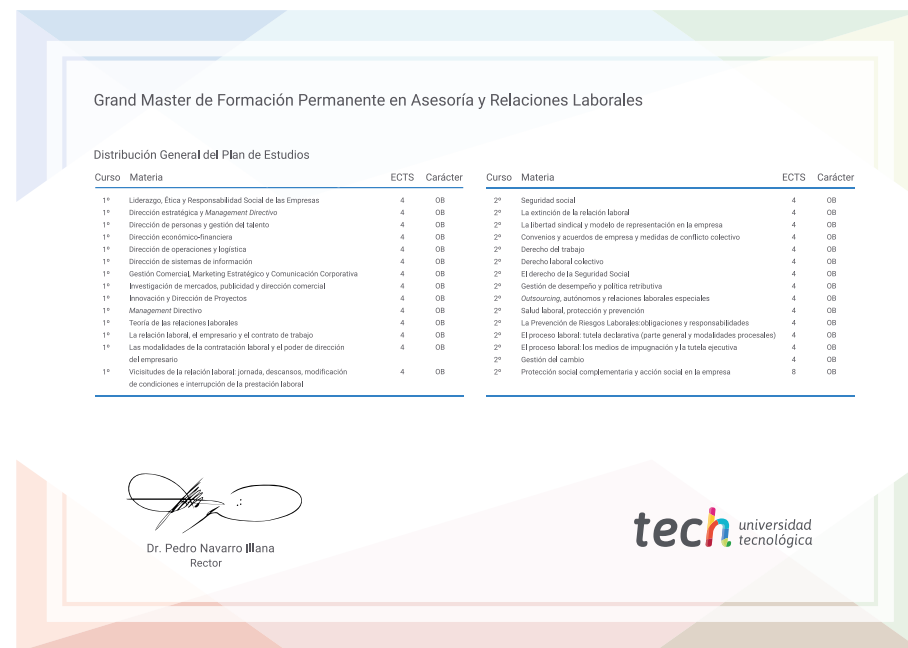 Grand Master de Formación Permanente en Asesoría y Relaciones Laborales
Distribución General del Plan de Estudios
Curso Materia ECTS Carácter
1º Liderazgo, Ética y Responsabilidad Social de las Empresas 4 OB
1º Dirección estratégica y Management Directivo 4 OB
1º Dirección de personas y gestión del talento 4 OB
1º Dirección económico-financiera 4 OB
1º Dirección de operaciones y logística 4 OB
1º Dirección de sistemas de información 4 OB
1º Gestión Comercial, Marketing Estratégico y Comunicación Corporativa 4 OB
1º Investigación de mercados, publicidad y dirección comercial 4 OB
1º Innovación y Dirección de Proyectos 4 OB
1º Management Directivo 4 OB
1º Teoría de las relaciones laborales 4 OB
1º La relación laboral, el empresario y el contrato de trabajo 4 OB
1º Las modalidades de la contratación laboral y el poder de dirección 4 OB
del empresario
1º Vicisitudes de la relación laboral: jornada, descansos, modificación 4 OB
de condiciones e interrupción de la prestación laboral
Curso Materia ECTS Carácter
2º Seguridad social 4 OB
2º La extinción de la relación laboral 4 OB
2º La libertad sindical y modelo de representación en la empresa 4 OB
2º Convenios y acuerdos de empresa y medidas de conflicto colectivo 4 OB
2º Derecho del trabajo 4 OB
2º Derecho laboral colectivo 4 OB
2º El derecho de la Seguridad Social 4 OB
2º Gestión de desempeño y política retributiva 4 OB
2º Outsourcing, autónomos y relaciones laborales especiales 4 OB
2º Salud laboral, protección y prevención 4 OB
2º La Prevención de Riesgos Laborales:obligaciones y responsabilidades 4 OB
2º El proceso laboral: tutela declarativa (parte general y modalidades procesales) 4 OB
2º El proceso laboral: los medios de impugnación y la tutela ejecutiva 4 OB
2º Gestión del cambio 4 OB
2º Protección social complementaria y acción social en la empresa 8 OB
Dr. Pedro Navarro Illana
Rector
tech universidad
tecnológica